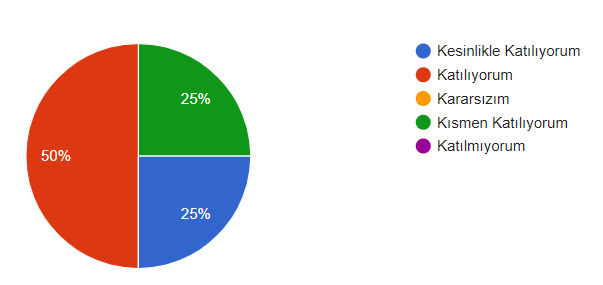 25%
50%
25%
Kesinlikle Katılıyorum
Katılıyorum
Kararsızım
Kısmen Katılıyorum
Katılmıyorum